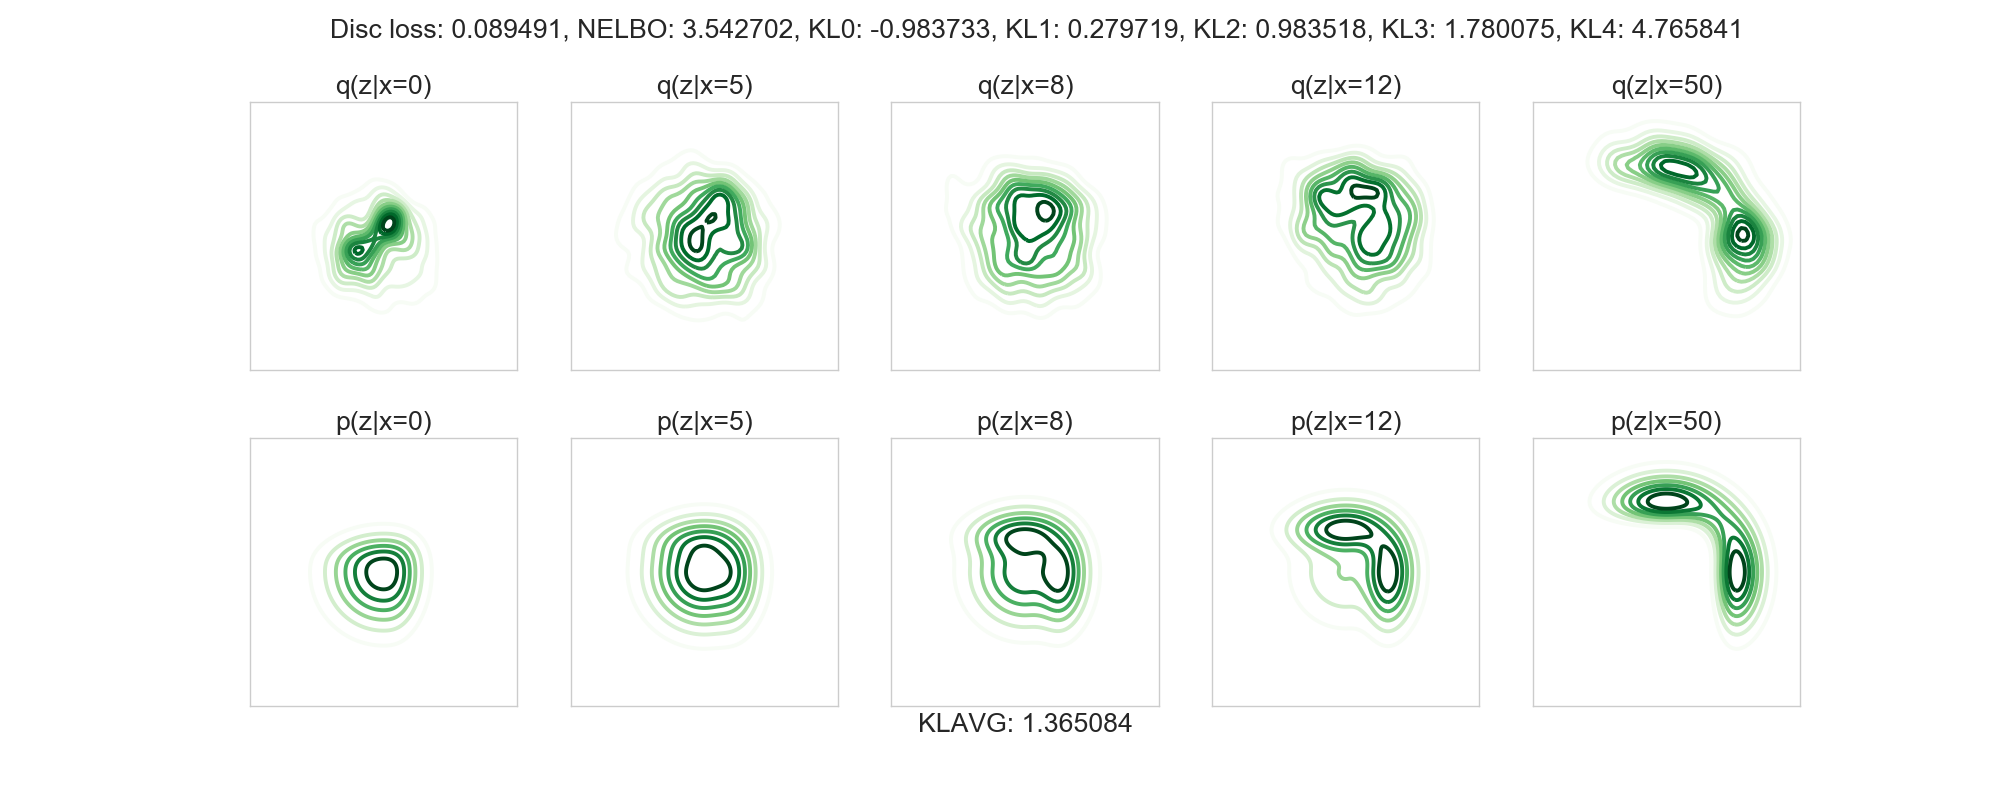 Disc loss: 0.089491, NELBO: 3.542702, KL0: -0.983733, KL1: 0.279719, KL2: 0.983518, KL3: 1.780075, KL4: 4.765841
q(z|x=0) q(z|x=5) q(z|x=8) q(z|x=12) q(z|x=50)
p(z|x=0) p(z|x=5) p(z|x=8) p(z|x=12) p(z|x=50)
KLAVG: 1.365084